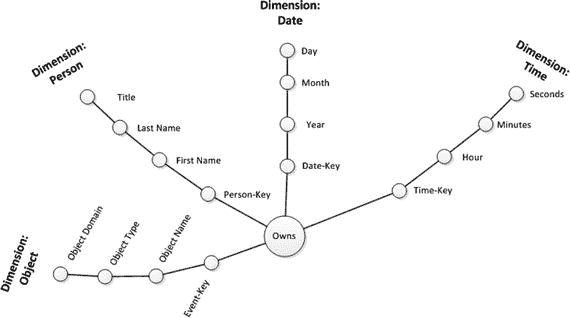 Dimension:
Date
Dimension:
Person
Dimension:
Time
Day
Month
Year
Date-Key
Title
Last Name
First Name
Person-Key
Seconds
Minutes
Hour
Time-Key
Owns
Dimension:
Object
Object Domain
Object Type
Object Name
Event-Key